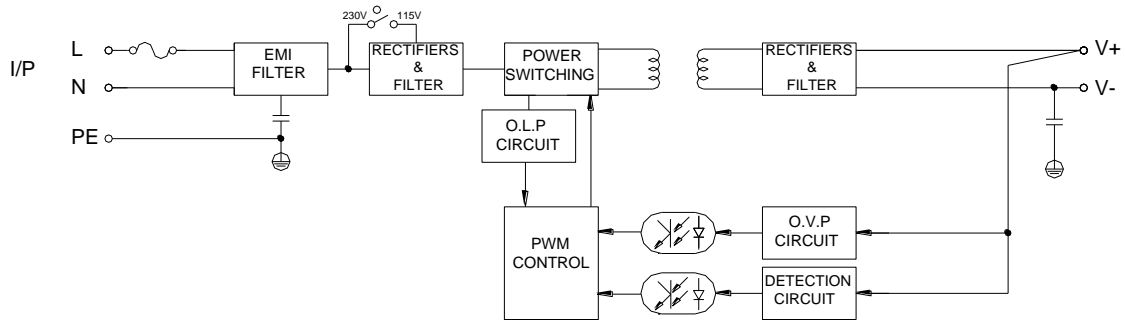 230V 115V
I/P
L
N
PE
EMI
FILTER
RECTIFIERS
&
FILTER
POWER
SWITCHING
RECTIFIERS
&
FILTER
V+
V-
O.L.P
CIRCUIT
PWM
CONTROL
O.V.P
CIRCUIT
DETECTION
CIRCUIT